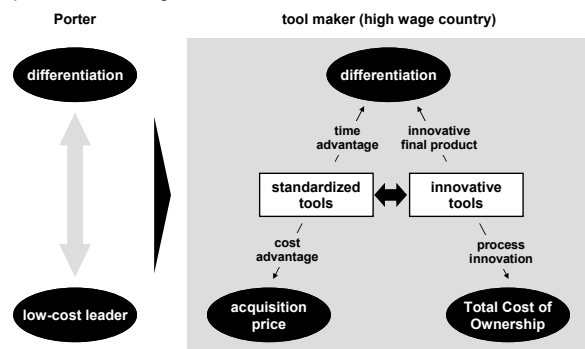 Porter
tool maker (high wage country)
differentiation
differentiation
time
advantage
innovative
final product
standardized
tools
innovative
tools
cost
advantage
process
innovation
low-cost leader
acquisition
price
Total Cost of
Ownership